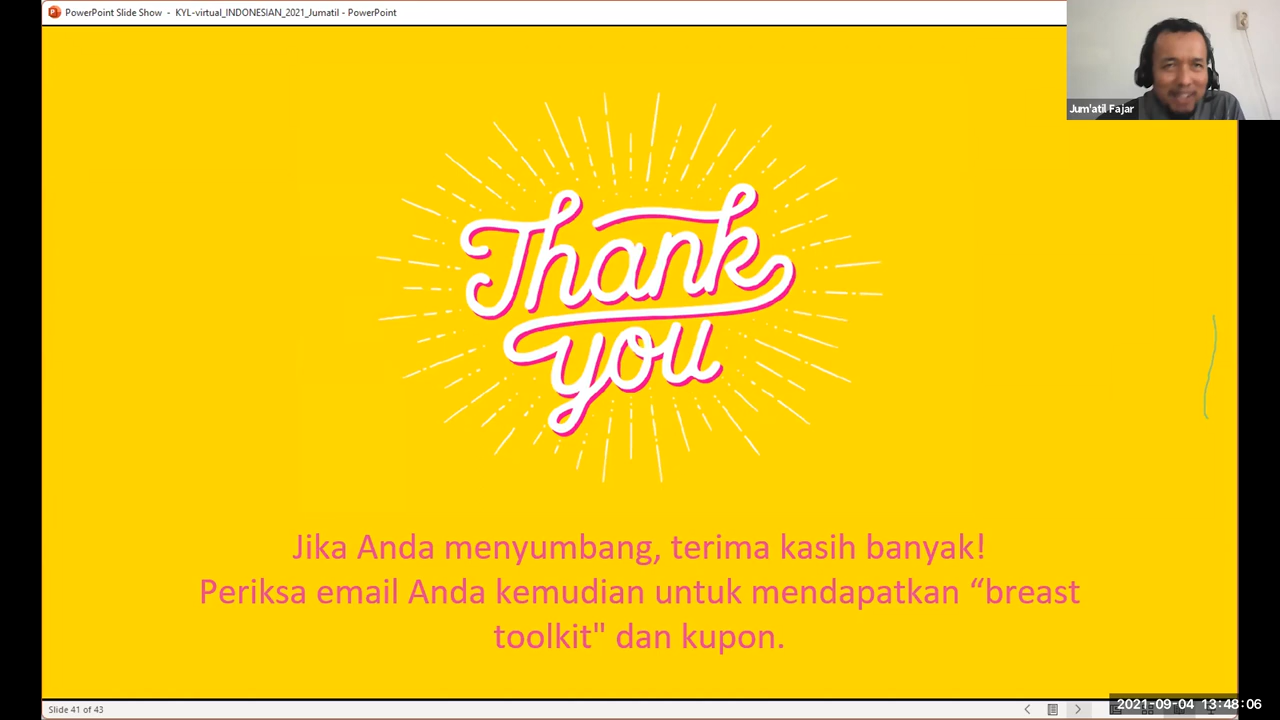 PowerPoint Slide Show - KYL-virtual_INDONESIAN_2021_Jumatil - PowerPoint
Jum'atil Fajar
Thank
you
Jika Anda menyumbang, terima kasih banyak!
Periksa email Anda kemudian untuk mendapatkan “breast
toolkit" dan kupon.
Slide 41 of 43
2021-09-04 13:48:06